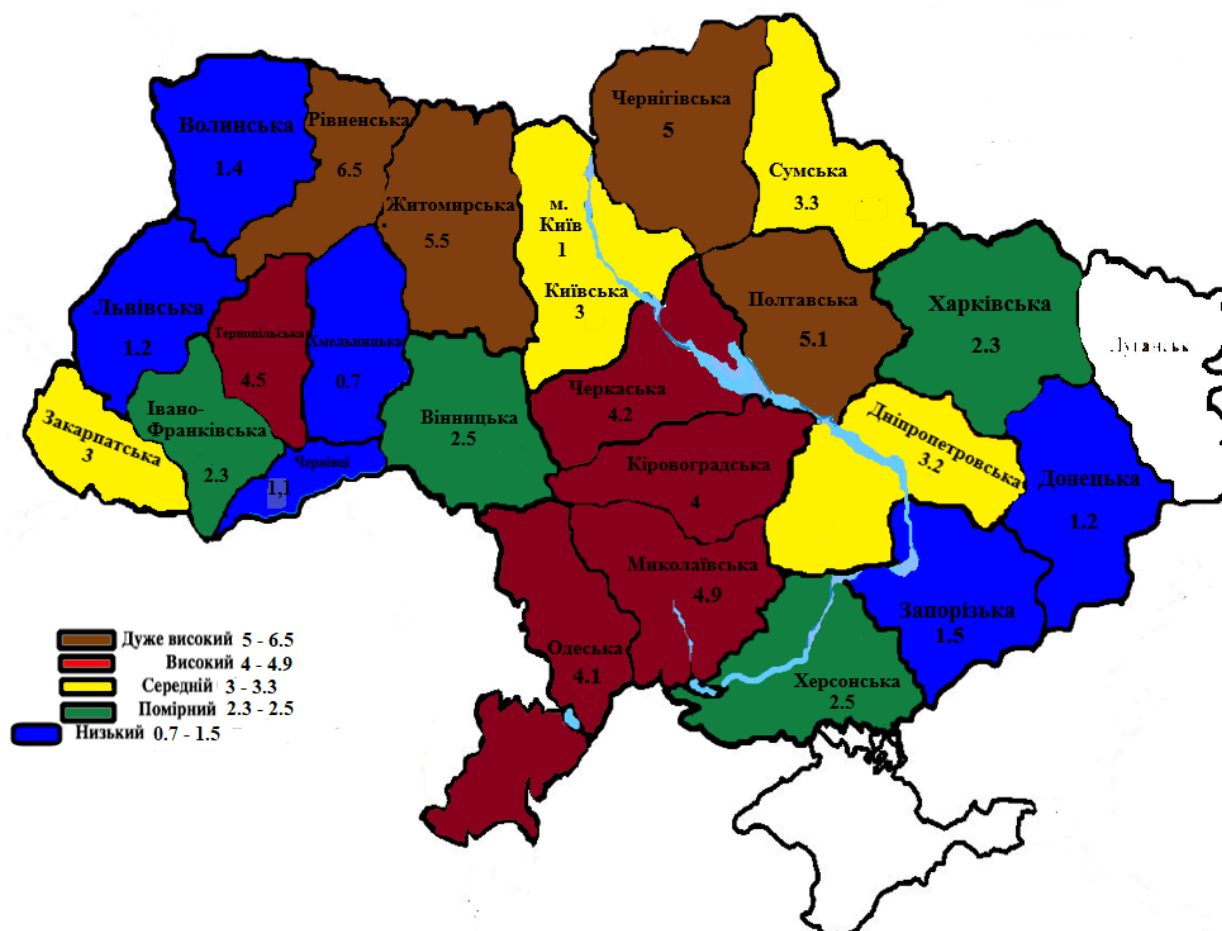 Чернігівська
5
Волинська
1.4
Рівненська
6.5
Сумська
3.3
Житомирська
5.5
м.
Київ
1
Київська
3
Полтавська
5.1
Харківська
2.3
Луганськ
Львівська
1.2
Тернопільська
4.5
Хмельницька
0.7
Івано-
Франківська
2.3
Закарпатська
3
Чернівці
1,1
Вінницька
2.5
Черкаська
4.2
Кіровоградська
4
Дніпропетровська
3.2
Донецька
1.2
Миколаївська
4.9
Запорізька
1.5
Одеська
4.1
Херсонська
2.5
Дуже високий 5 - 6.5
Високий 4 - 4.9
Середній 3 - 3.3
Помірний 2.3 - 2.5
Низький 0.7 - 1.5